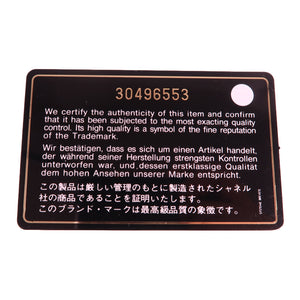 30496553
We certify the authenticity of this item and confirm
that it has been subjected to the most exacting quality
control. Its high quality is a symbol of the fine reputation
of the Trademark.
Wir bestätigen, dass es sich um einen Artikel handelt,
der während seiner Herstellung strengsten Kontrollen
unterworfen war, und dessen erstklassige Qualität
dem hohen Ansehen unserer Marke entspricht.
この製品は厳しい管理のもとに製造されたシャネル
社の商品であることを証明いたします。
このブランド・マークは最高級品質の象徴です。